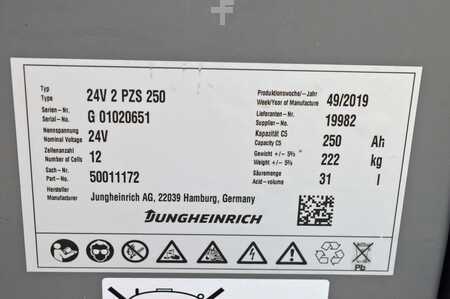 Typ
Type
24V 2 PZS 250
Produktionswochs/- Jahr
Week/Year of Manufacture
49/2019
Serien-Nr.
Serial-No.
G 01020651
Lieferanten-Nr.
Supplier-No.
19982
Nennspannung
Nominal Voltage
24V
Kapazität C5
Capacity C5
250 Ah
Zellenanzahl
Number of Cells
12
Gewicht +/- 5%
Weight +/- 5%
222 kg
Sach-Nr.
Part-No.
50011172
Säuremenge
Acid-volume
31 l
Hersteller
Manufacturer
Jungheinrich AG, 22039 Hamburg, Germany
JUNGHEINRICH
Pb